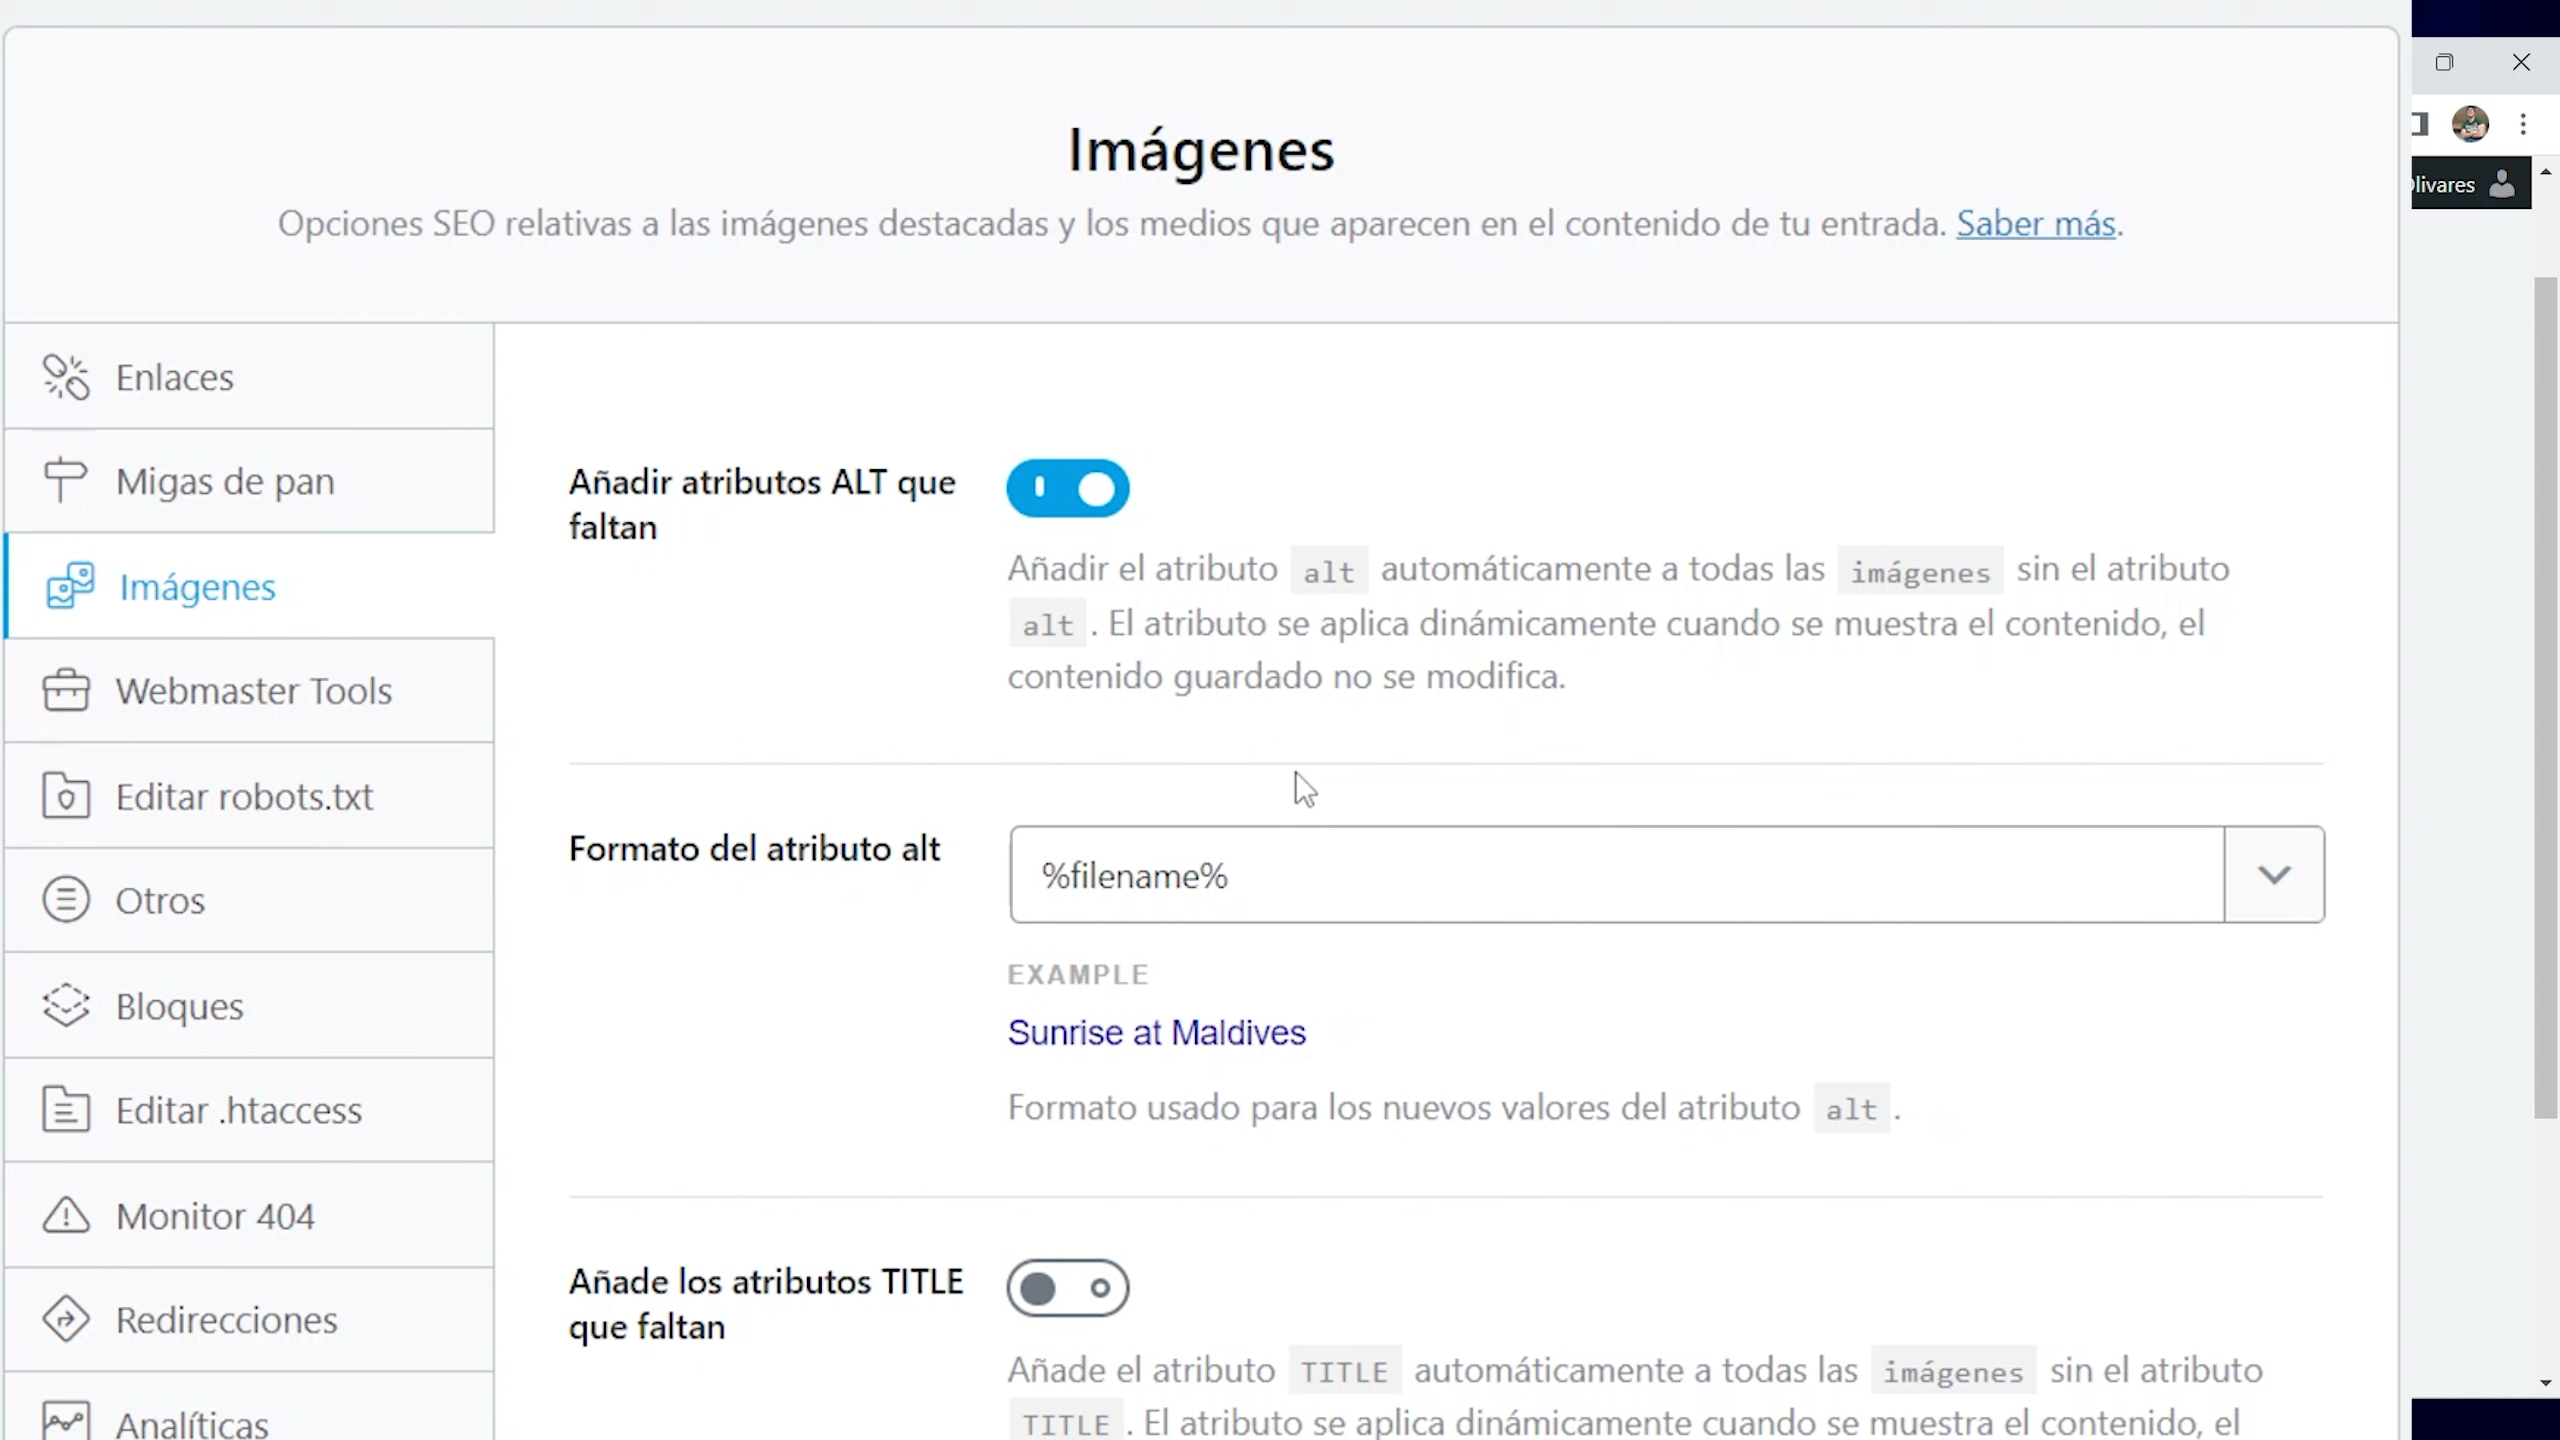 Imágenes
Opciones SEO relativas a las imágenes destacadas y los medios que aparecen en el contenido de tu entrada. Saber más.
livares
Enlaces
Migas de pan
Imágenes
Webmaster Tools
Editar robots.txt
Otros
Bloques
Editar .htaccess
Monitor 404
Redirecciones
Analíticas
Añadir atributos ALT que
faltan
Añadir el atributo alt automáticamente a todas las imágenes sin el atributo
alt . El atributo se aplica dinámicamente cuando se muestra el contenido, el
contenido guardado no se modifica.
Formato del atributo alt
%filename%
EXAMPLE
Sunrise at Maldives
Formato usado para los nuevos valores del atributo alt .
Añade los atributos TITLE
que faltan
Añade el atributo TITLE automáticamente a todas las imágenes sin el atributo
TITLE . El atributo se aplica dinámicamente cuando se muestra el contenido, el